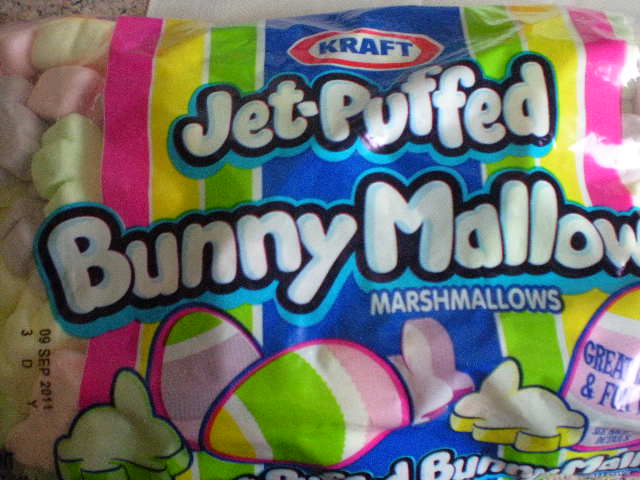 KRAFT
Jet-Puffed
Bunny Mallow
MARSHMALLOWS
09 SEP 2011
3 D Y
GREAT
& FU